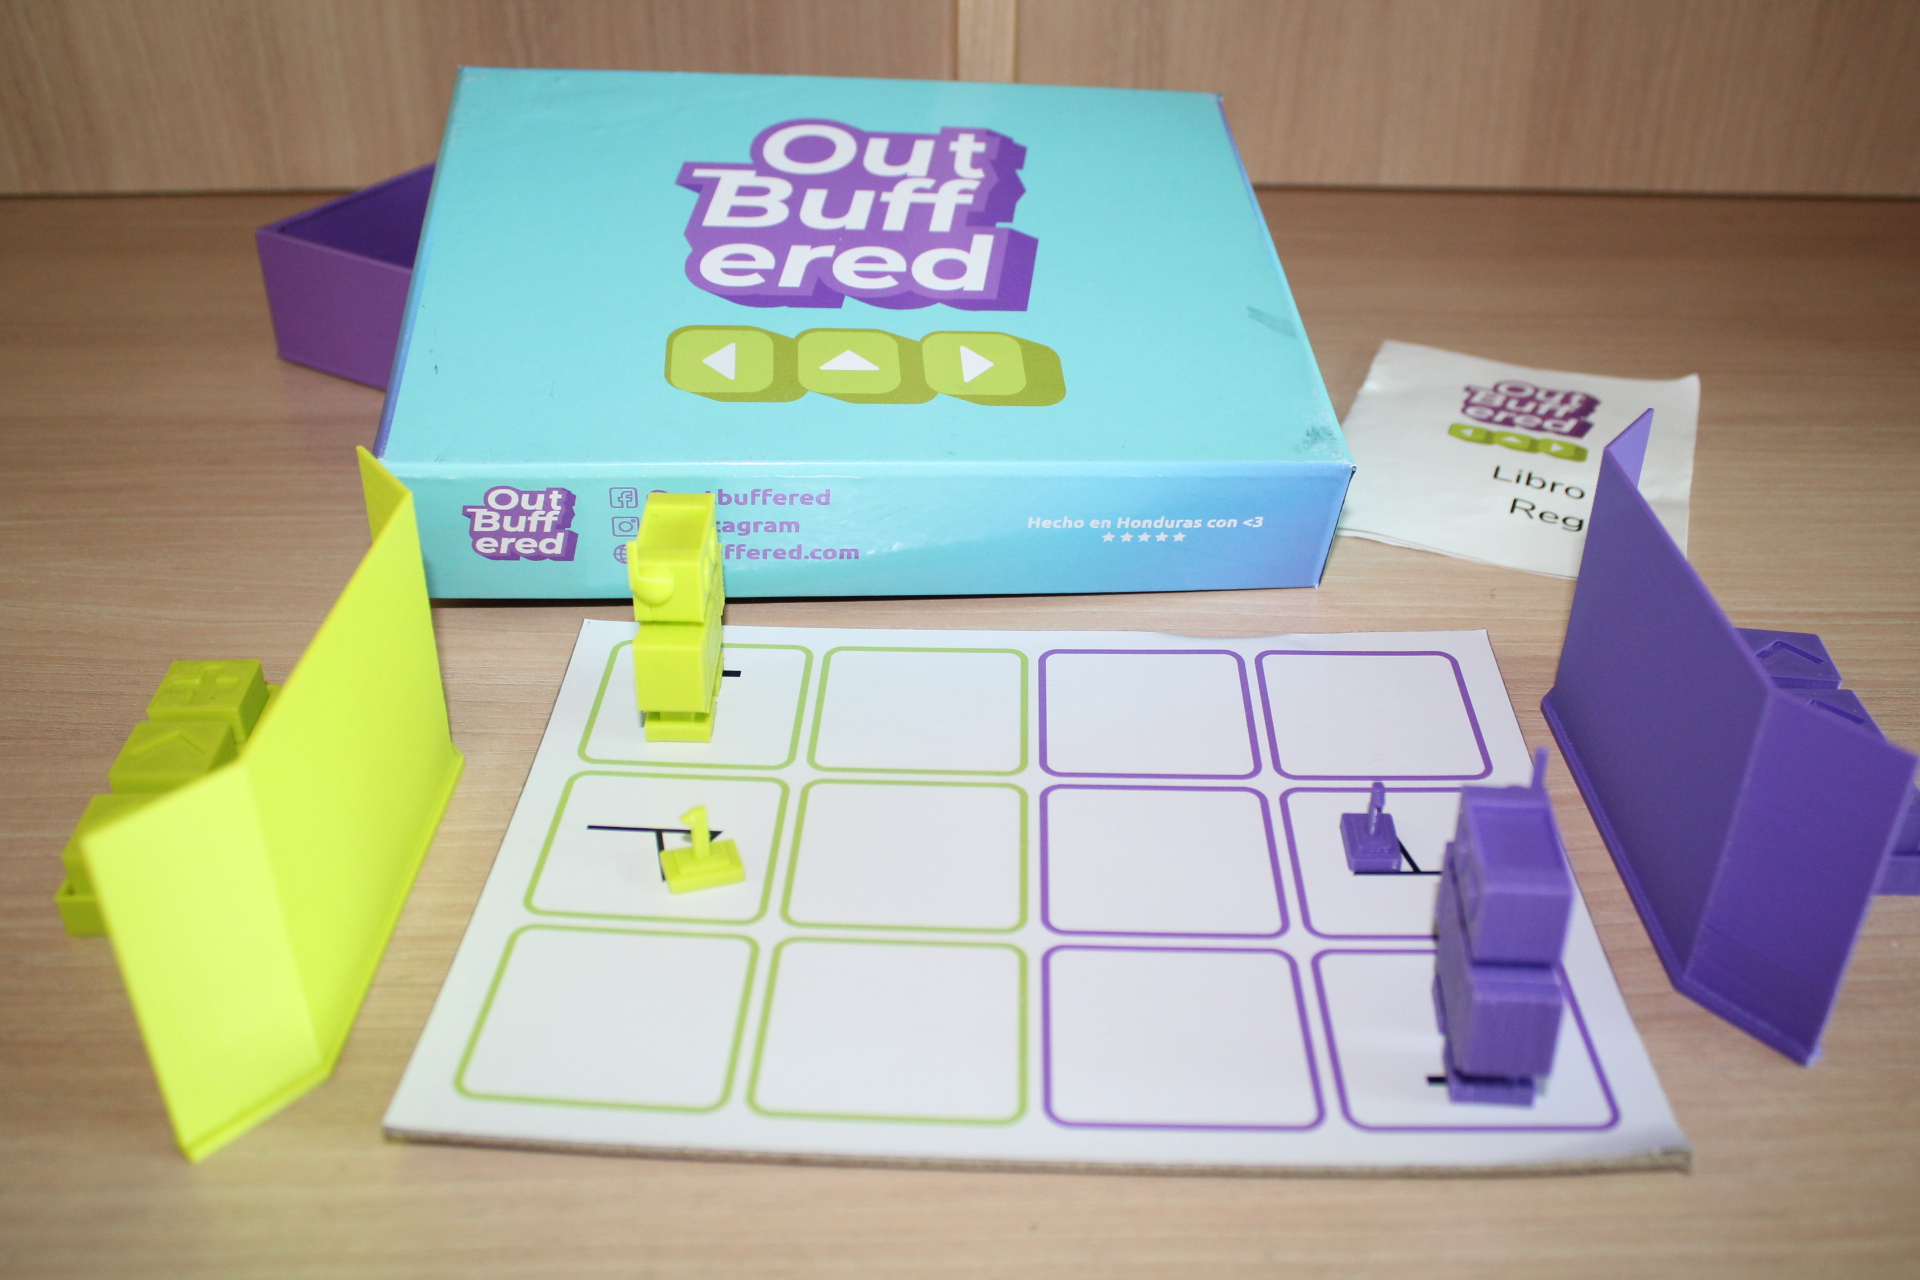 Out
Buff
ered
Out
Buff
ered
buffered
tagram
ffered.com
Hecho en Honduras con <3
Out
Buff
ered
Libro
Reg
1